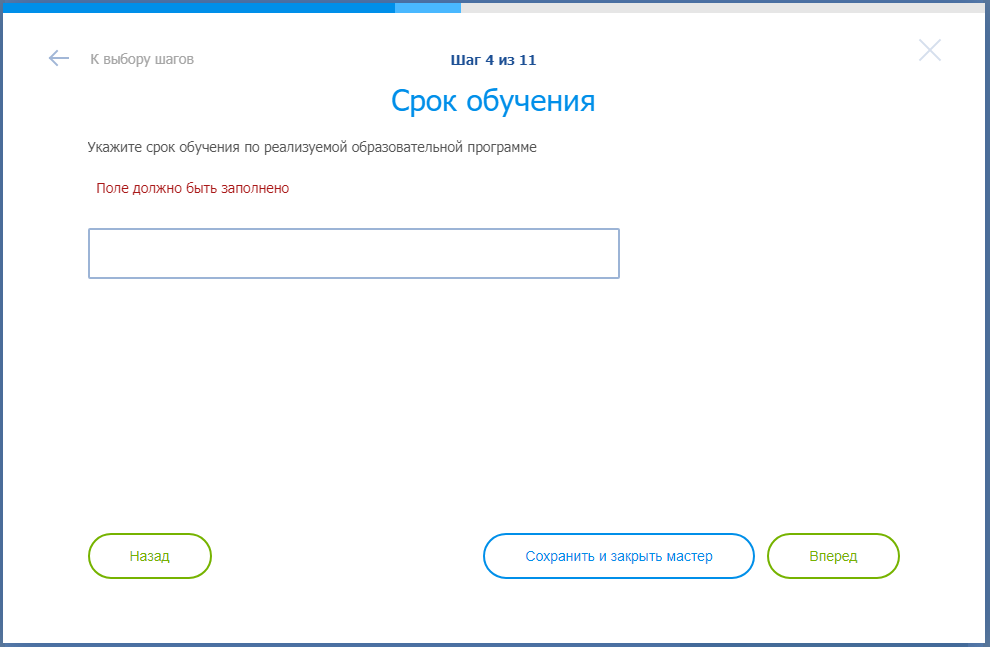 К выбору шагов
Шаг 4 из 11
Срок обучения
Укажите срок обучения по реализуемой образовательной программе
Поле должно быть заполнено
Назад
Сохранить и закрыть мастер
Вперед